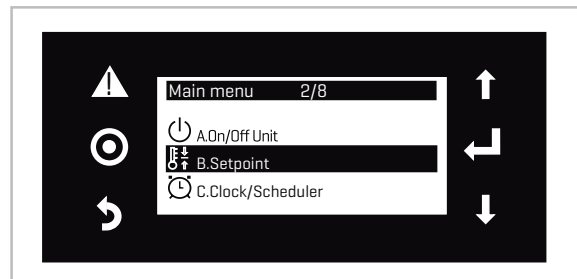 Main menu 2/8
A.On/Off Unit
B.Setpoint
C.Clock/Scheduler